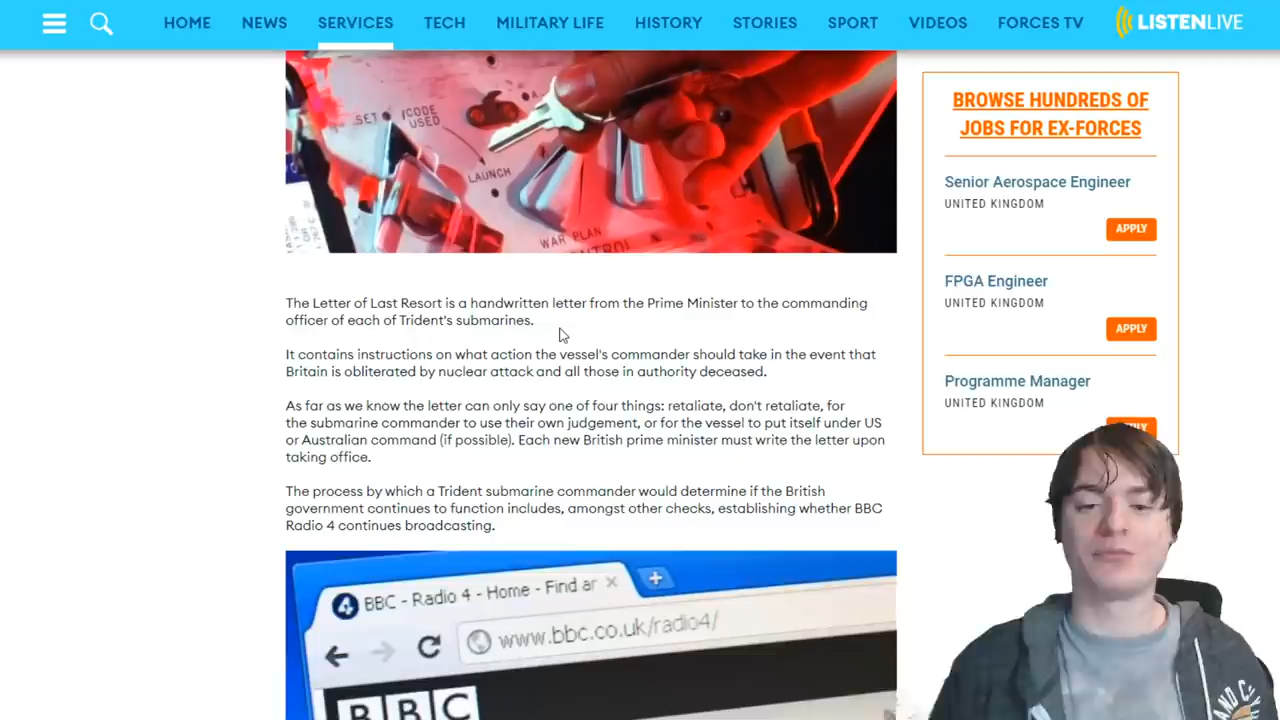 HOME NEWS SERVICES TECH MILITARY LIFE HISTORY STORIES SPORT VIDEOS FORCES TV LISTENLIVE
SET
/CODE
USED
A
LAUNCH
WAR PLAN
CONTROL
The Letter of Last Resort is a handwritten letter from the Prime Minister to the commanding
officer of each of Trident's submarines.
It contains instructions on what action the vessel's commander should take in the event that
Britain is obliterated by nuclear attack and all those in authority deceased.
As far as we know the letter can only say one of four things: retaliate, don't retaliate, for
the submarine commander to use their own judgement, or for the vessel to put itself under US
or Australian command (if possible). Each new British prime minister must write the letter upon
taking office.
The process by which a Trident submarine commander would determine if the British
government continues to function includes, amongst other checks, establishing whether BBC
Radio 4 continues broadcasting.
4 BBC - Radio 4 - Home - Find ar
www.bbc.co.uk/radio4/
BBC
BROWSE HUNDREDS OF
JOBS FOR EX-FORCES
Senior Aerospace Engineer
UNITED KINGDOM
APPLY
FPGA Engineer
UNITED KINGDOM
APPLY
Programme Manager
UNITED KINGDOM